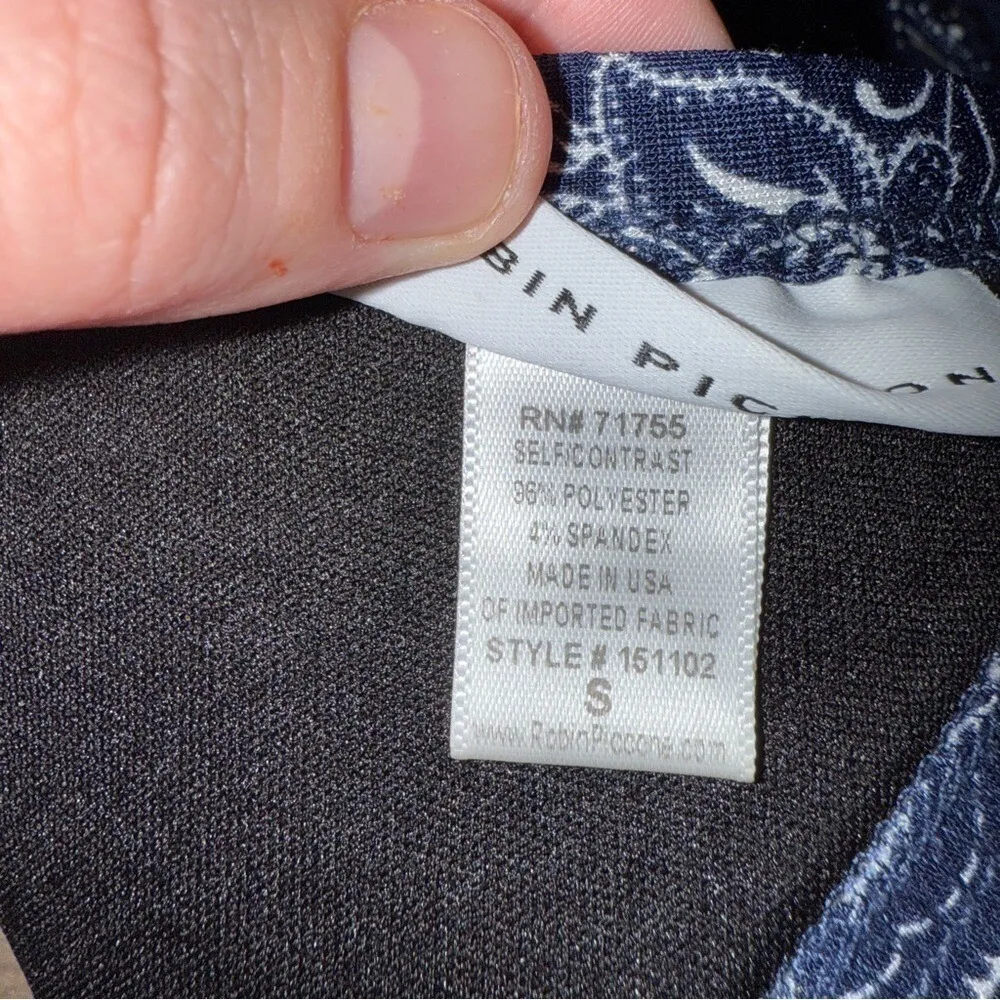 BIN PIC ON
RN# 71755
SELF/CONTRAST
96% POLYESTER
4% SPANDEX
MADE IN USA
OF IMPORTED FABRIC
STYLE # 151102
S
www.RobinPiccone.com